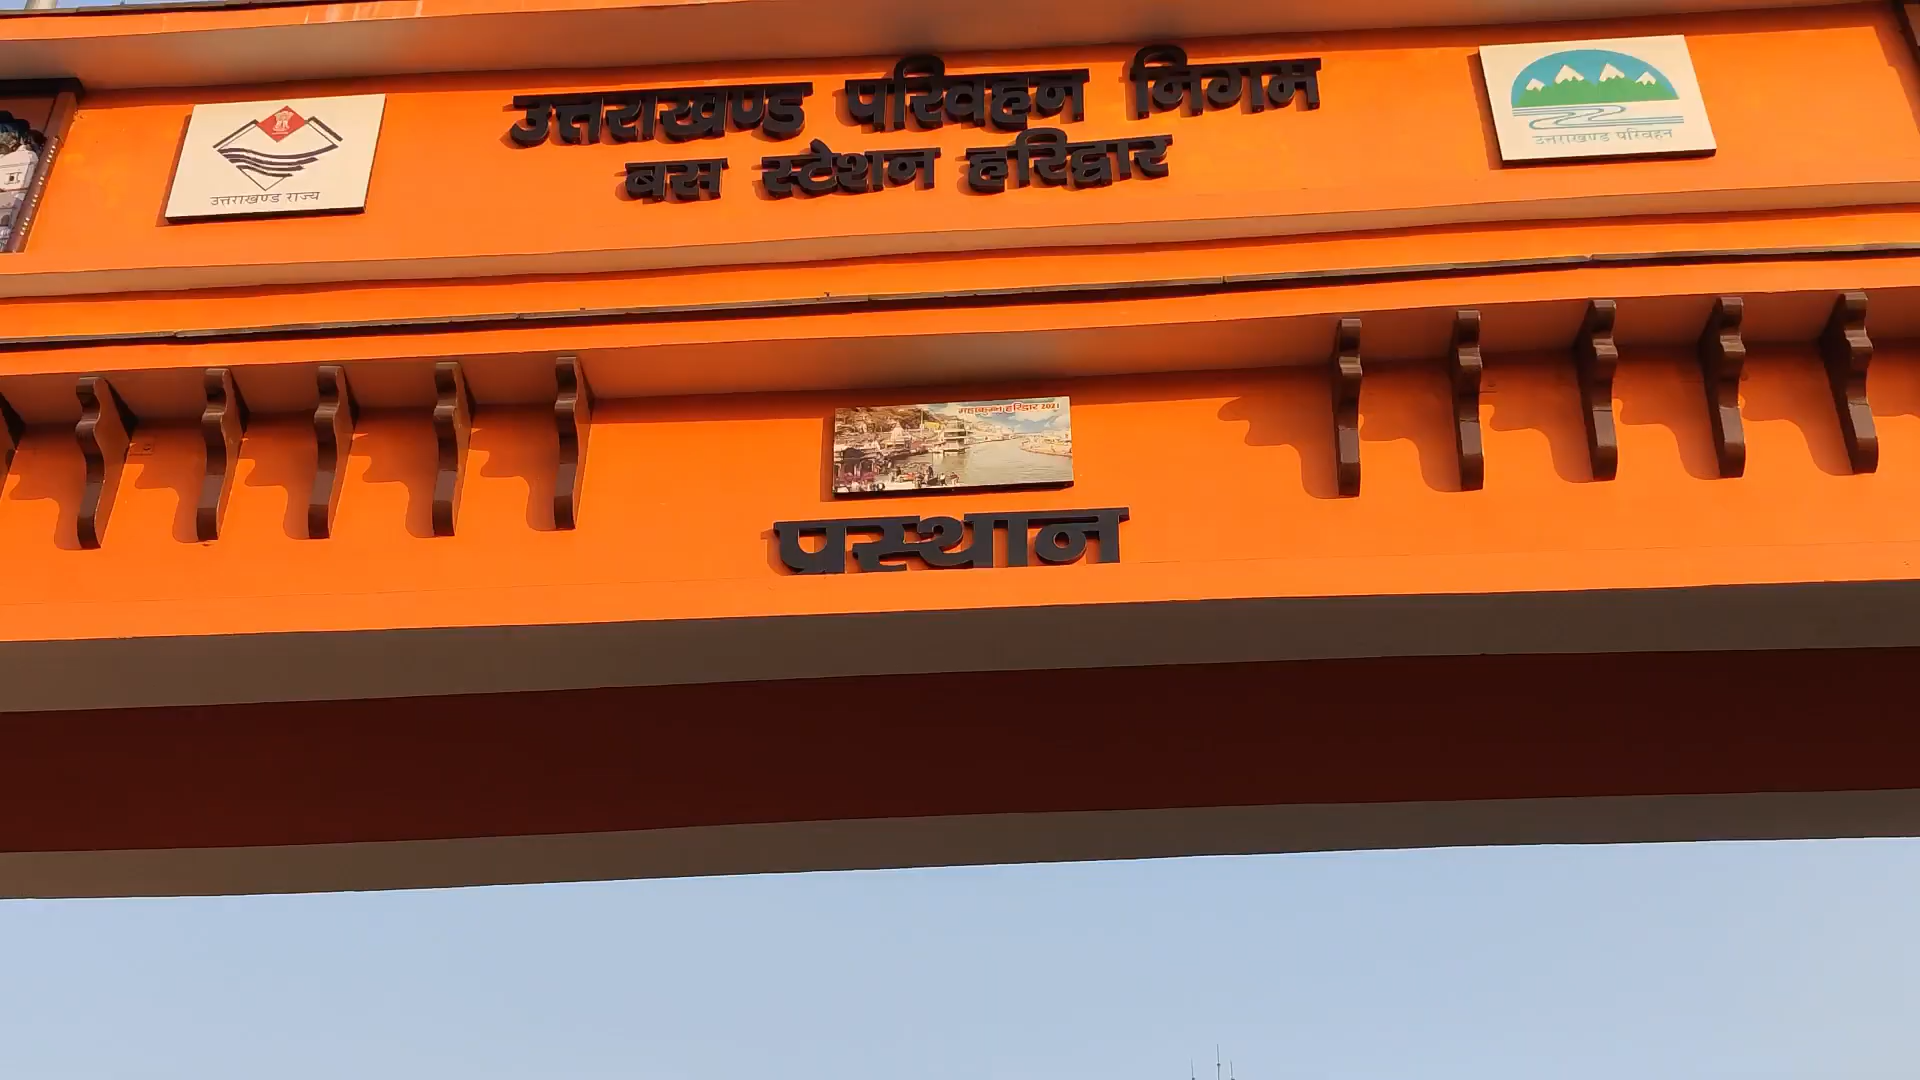 उत्तराखण्ड परिवहन निगम
बस स्टेशन हरिद्वार
उत्तराखण्ड राज्य
उत्तराखण्ड परिवहन
महाकुम्भ हरिद्वार 2021
प्रस्थान